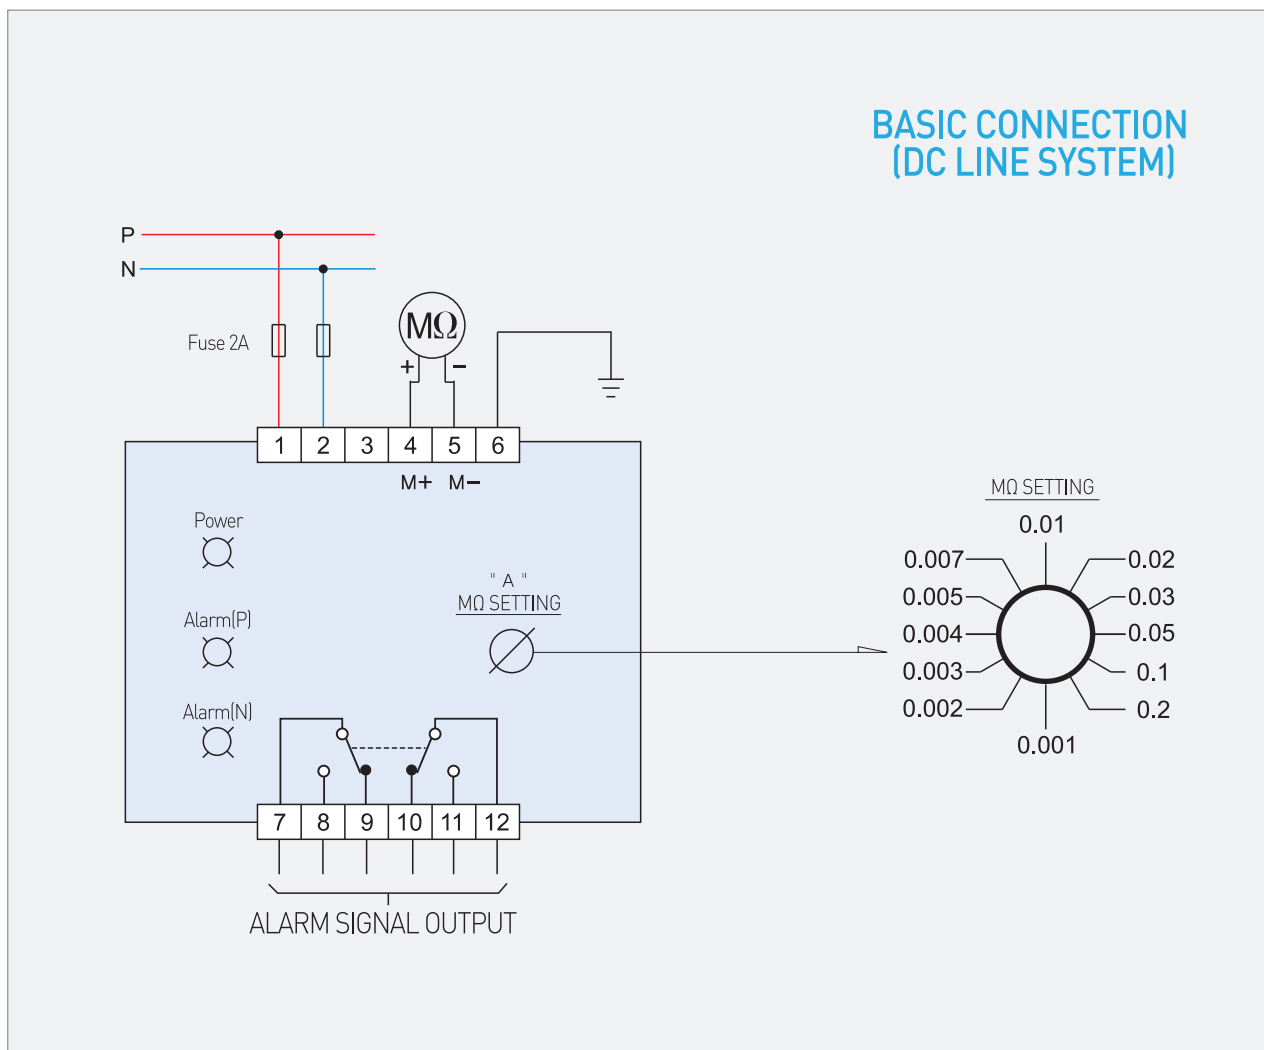 BASIC CONNECTION
(DC LINE SYSTEM)
P
N
Fuse 2A
MΩ
+ −
1 2 3 4 5 6
M+ M−
Power
Alarm(P)
Alarm(N)
" A "
MΩ SETTING
7 8 9 10 11 12
ALARM SIGNAL OUTPUT
MΩ SETTING
0.01
0.007 0.02
0.005 0.03
0.004 0.05
0.003 0.1
0.002 0.2
0.001